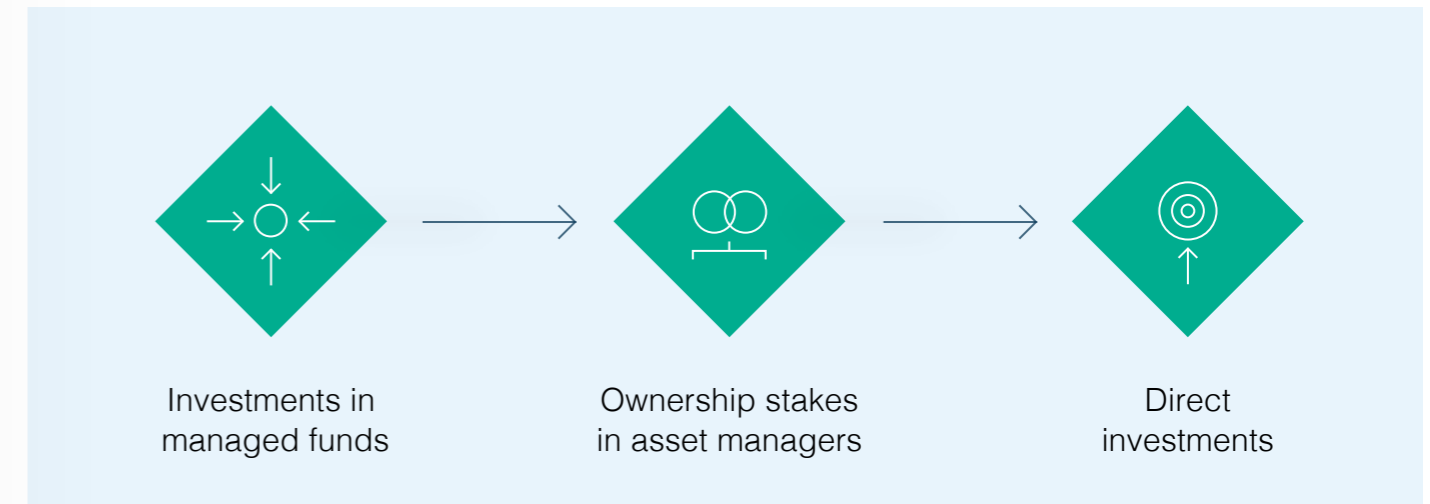 Investments in
managed funds
Ownership stakes
in asset managers
Direct
investments